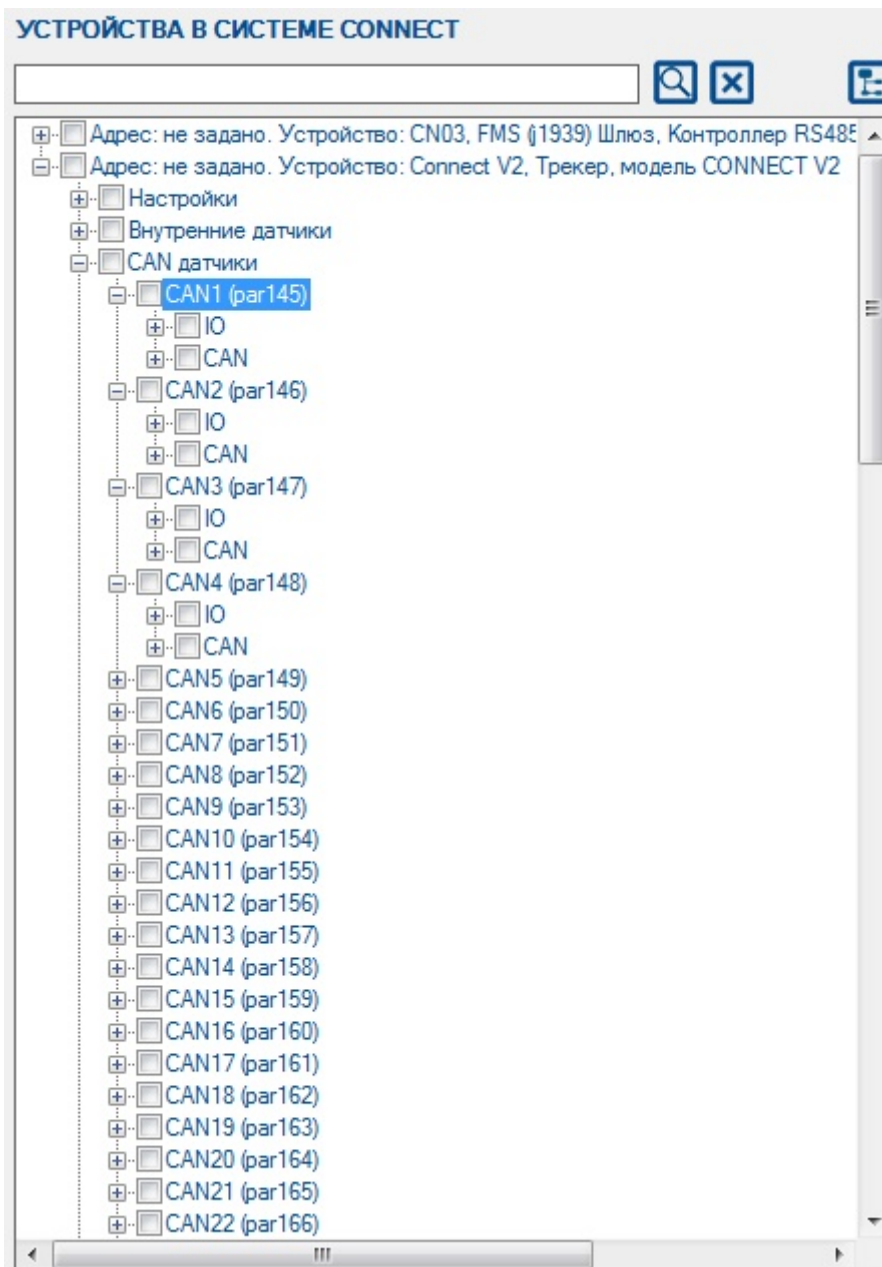 УСТРОЙСТВА В СИСТЕМЕ CONNECT
Адрес: не задано. Устройство: CN03, FMS (j1939) Шлюз, Контроллер RS485
Адрес: не задано. Устройство: Connect V2, Трекер, модель CONNECT V2
Настройки
Внутренние датчики
CAN датчики
CAN1 (par145)
IO
CAN
CAN2 (par146)
IO
CAN
CAN3 (par147)
IO
CAN
CAN4 (par148)
IO
CAN
CAN5 (par149)
CAN6 (par150)
CAN7 (par151)
CAN8 (par152)
CAN9 (par153)
CAN10 (par154)
CAN11 (par155)
CAN12 (par156)
CAN13 (par157)
CAN14 (par158)
CAN15 (par159)
CAN16 (par160)
CAN17 (par161)
CAN18 (par162)
CAN19 (par163)
CAN20 (par164)
CAN21 (par165)
CAN22 (par166)